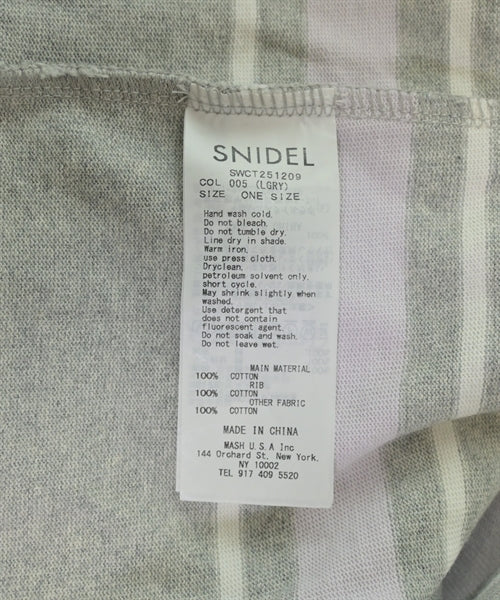 SNIDEL
SWCT251209
COL 005 (LGRY)
SIZE ONE SIZE
Hand wash cold.
Do not bleach.
Do not tumble dry.
Line dry in shade.
Warm iron.
use press cloth.
Dryclean.
petroleum solvent only.
short cycle.
May shrink slightly when
washed.
Use detergent that
does not contain
fluorescent agent.
Do not soak and wash.
Do not leave wet.
MAIN MATERIAL
100% COTTON
RIB
100% COTTON
OTHER FABRIC
100% COTTON
MADE IN CHINA
MASH U.S.A Inc
144 Orchard St. New York.
NY 10002
TEL 917 409 5520